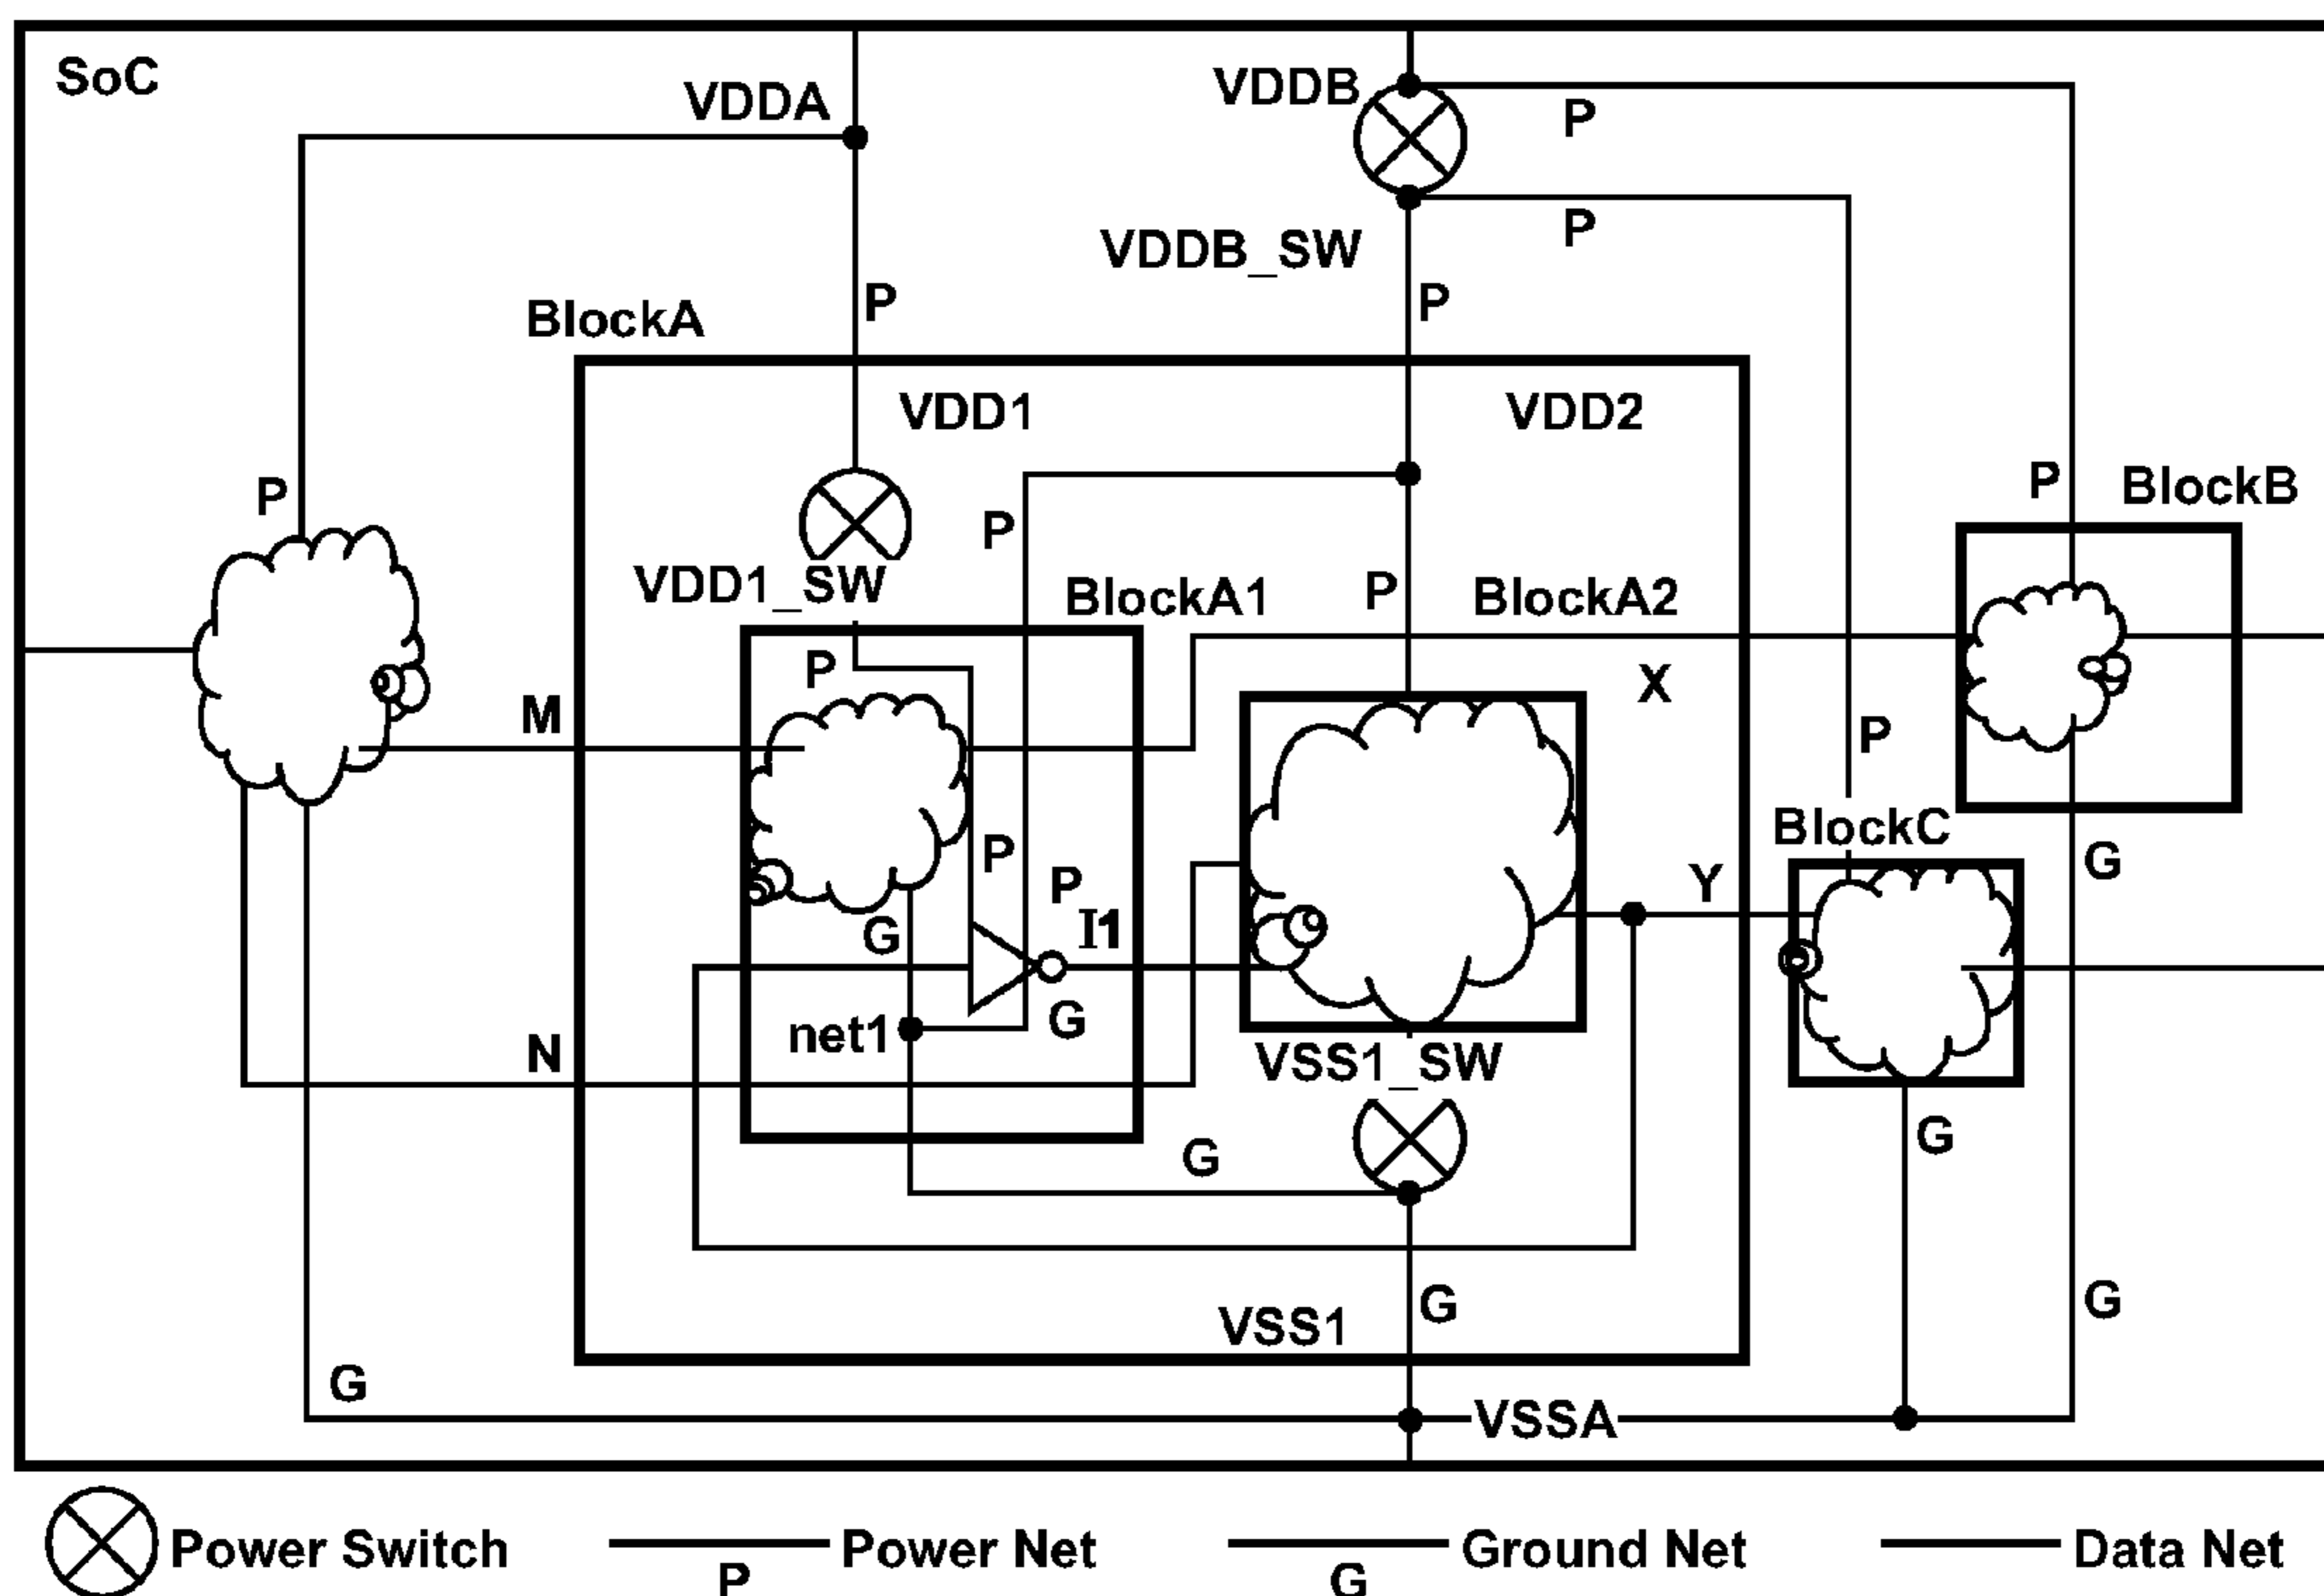 SoC
VDDA
VDDB
P
P
VDDB_SW
P
P
BlockA
VDD1
VDD2
P
P
P
BlockB
VDD1_SW
BlockA1
P
BlockA2
P
X
M
P
BlockC
P
P
G
Y
G
I1
net1
G
N
VSS1_SW
G
G
G
VSS1
G
G
VSSA
Power Switch
P
Power Net
G
Ground Net
Data Net